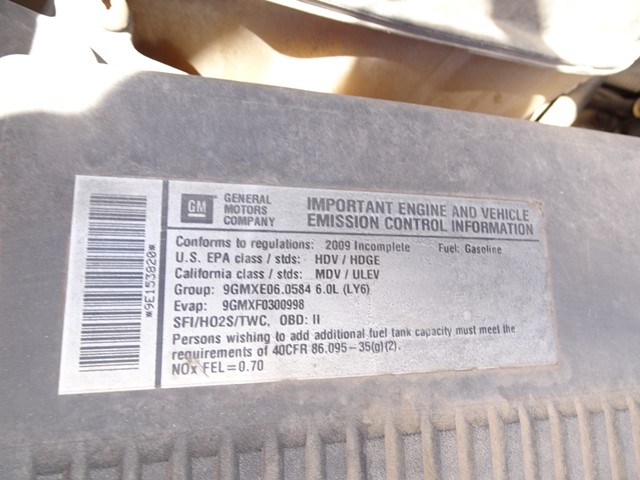 *9E153820*
GM
GENERAL
MOTORS
COMPANY
IMPORTANT ENGINE AND VEHICLE
EMISSION CONTROL INFORMATION
Conforms to regulations: 2009 Incomplete Fuel: Gasoline
U.S. EPA class / stds: HDV / HDGE
California class / stds: MDV / ULEV
Group: 9GMXE06.0584 6.0L (LY6)
Evap: 9GMXF0300998
SFI/HO2S/TWC, OBD: II
Persons wishing to add additional fuel tank capacity must meet the
requirements of 40CFR 86.095-35(g)(2).
NOx FEL=0.70